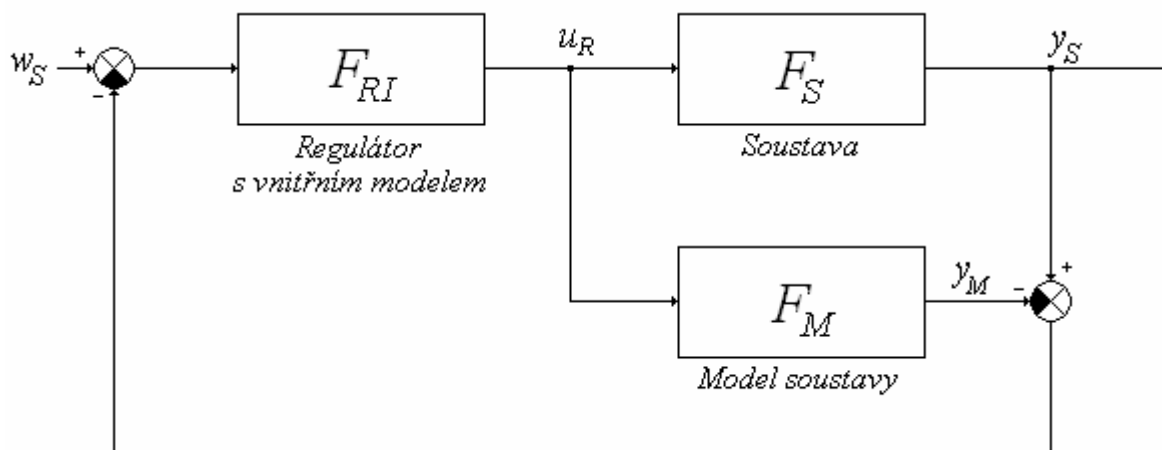 w_S
+
-
F_RI
Regulátor
s vnitřním modelem
u_R
F_S
Soustava
y_S
F_M
Model soustavy
y_M
-
+